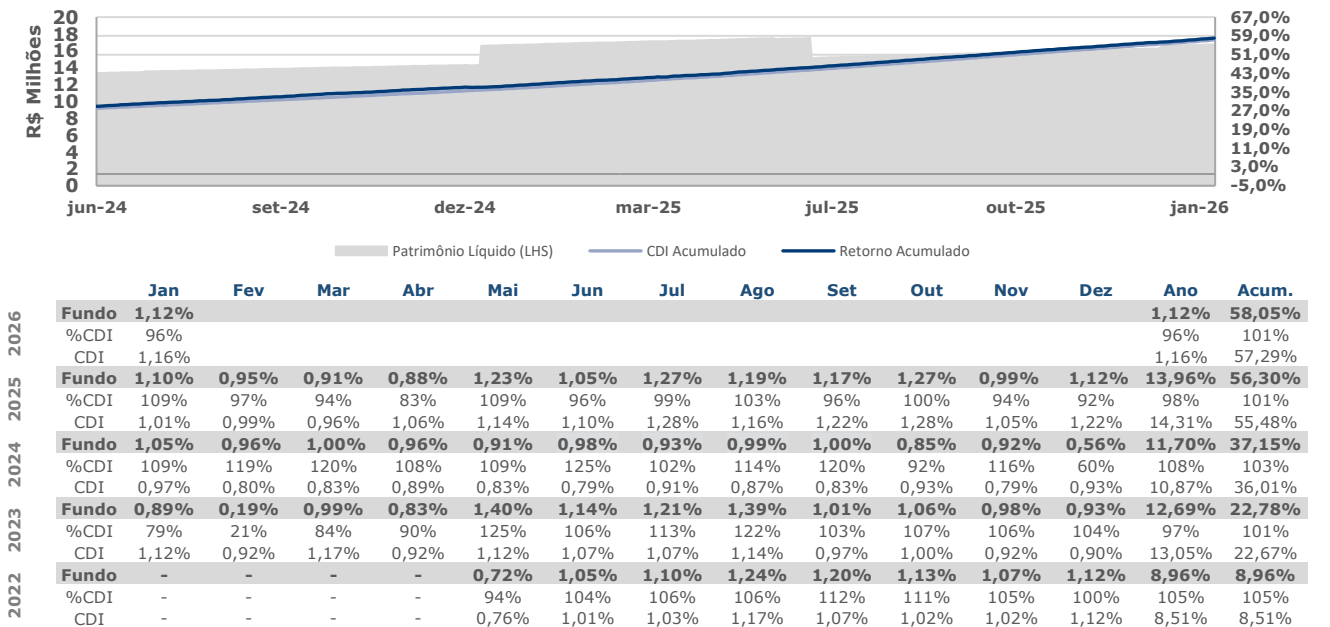 R$ Milhões
20
18
16
14
12
10
8
6
4
2
0
67,0%
59,0%
51,0%
43,0%
35,0%
27,0%
19,0%
11,0%
3,0%
-5,0%
jun-24 set-24 dez-24 mar-25 jul-25 out-25 jan-26
Patrimônio Líquido (LHS) CDI Acumulado Retorno Acumulado
Jan Fev Mar Abr Mai Jun Jul Ago Set Out Nov Dez Ano Acum.
2026
Fundo 1,12% 1,12% 58,05%
%CDI 96% 96% 101%
CDI 1,16% 1,16% 57,29%
2025
Fundo 1,10% 0,95% 0,91% 0,88% 1,23% 1,05% 1,27% 1,19% 1,17% 1,27% 0,99% 1,12% 13,96% 56,30%
%CDI 109% 97% 94% 83% 109% 96% 99% 103% 96% 100% 94% 92% 98% 101%
CDI 1,01% 0,99% 0,96% 1,06% 1,14% 1,10% 1,28% 1,16% 1,22% 1,28% 1,05% 1,22% 14,31% 55,48%
2024
Fundo 1,05% 0,96% 1,00% 0,96% 0,91% 0,98% 0,93% 0,99% 1,00% 0,85% 0,92% 0,56% 11,70% 37,15%
%CDI 109% 119% 120% 108% 109% 125% 102% 114% 120% 92% 116% 60% 108% 103%
CDI 0,97% 0,80% 0,83% 0,89% 0,83% 0,79% 0,91% 0,87% 0,83% 0,93% 0,79% 0,93% 10,87% 36,01%
2023
Fundo 0,89% 0,19% 0,99% 0,83% 1,40% 1,14% 1,21% 1,39% 1,01% 1,06% 0,98% 0,93% 12,69% 22,78%
%CDI 79% 21% 84% 90% 125% 106% 113% 122% 103% 107% 106% 104% 97% 101%
CDI 1,12% 0,92% 1,17% 0,92% 1,12% 1,07% 1,07% 1,14% 0,97% 1,00% 0,92% 0,90% 13,05% 22,67%
2022
Fundo - - - - 0,72% 1,05% 1,10% 1,24% 1,20% 1,13% 1,07% 1,12% 8,96% 8,96%
%CDI - - - - 94% 104% 106% 106% 112% 111% 105% 100% 105% 105%
CDI - - - - 0,76% 1,01% 1,03% 1,17% 1,07% 1,02% 1,02% 1,12% 8,51% 8,51%